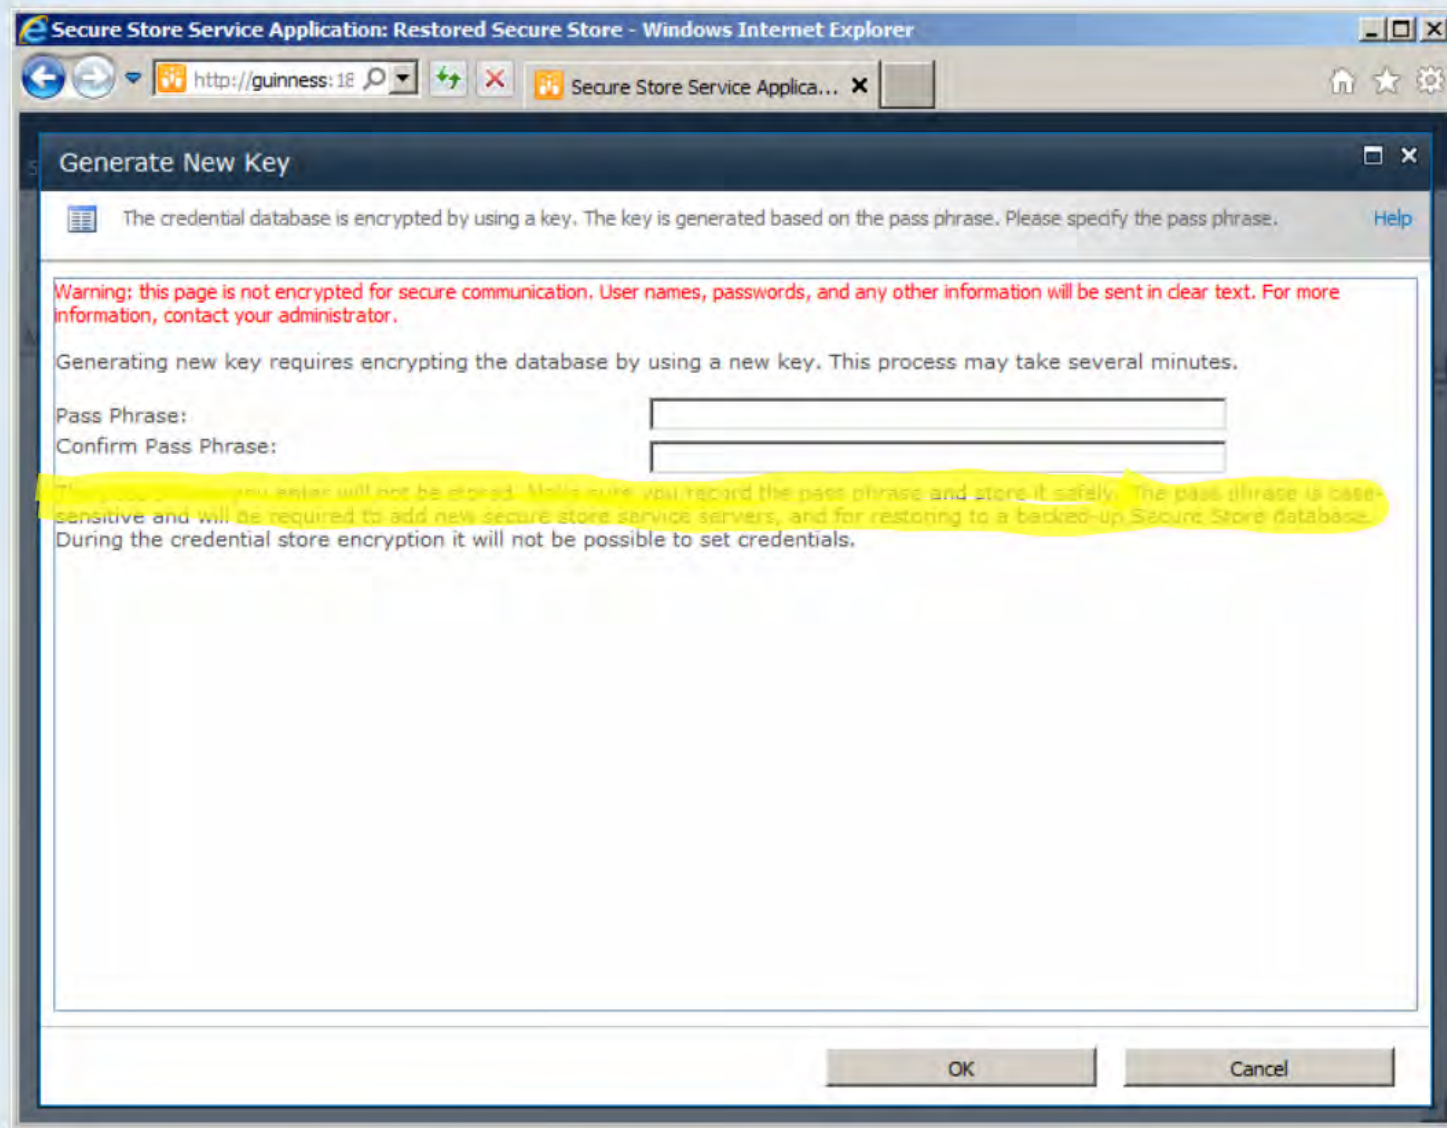 Secure Store Service Application: Restored Secure Store - Windows Internet Explorer
http://guinness:18
Secure Store Service Applica...
Generate New Key
The credential database is encrypted by using a key. The key is generated based on the pass phrase. Please specify the pass phrase.
Help
Warning: this page is not encrypted for secure communication. User names, passwords, and any other information will be sent in clear text. For more
information, contact your administrator.
Generating new key requires encrypting the database by using a new key. This process may take several minutes.
Pass Phrase:
Confirm Pass Phrase:
you enter will not be stored. Make sure you record the pass phrase and store it safely. The pass phrase is case-
sensitive and will be required to add new secure store service servers, and for restoring to a backed-up Secure Store database.
During the credential store encryption it will not be possible to set credentials.
OK
Cancel